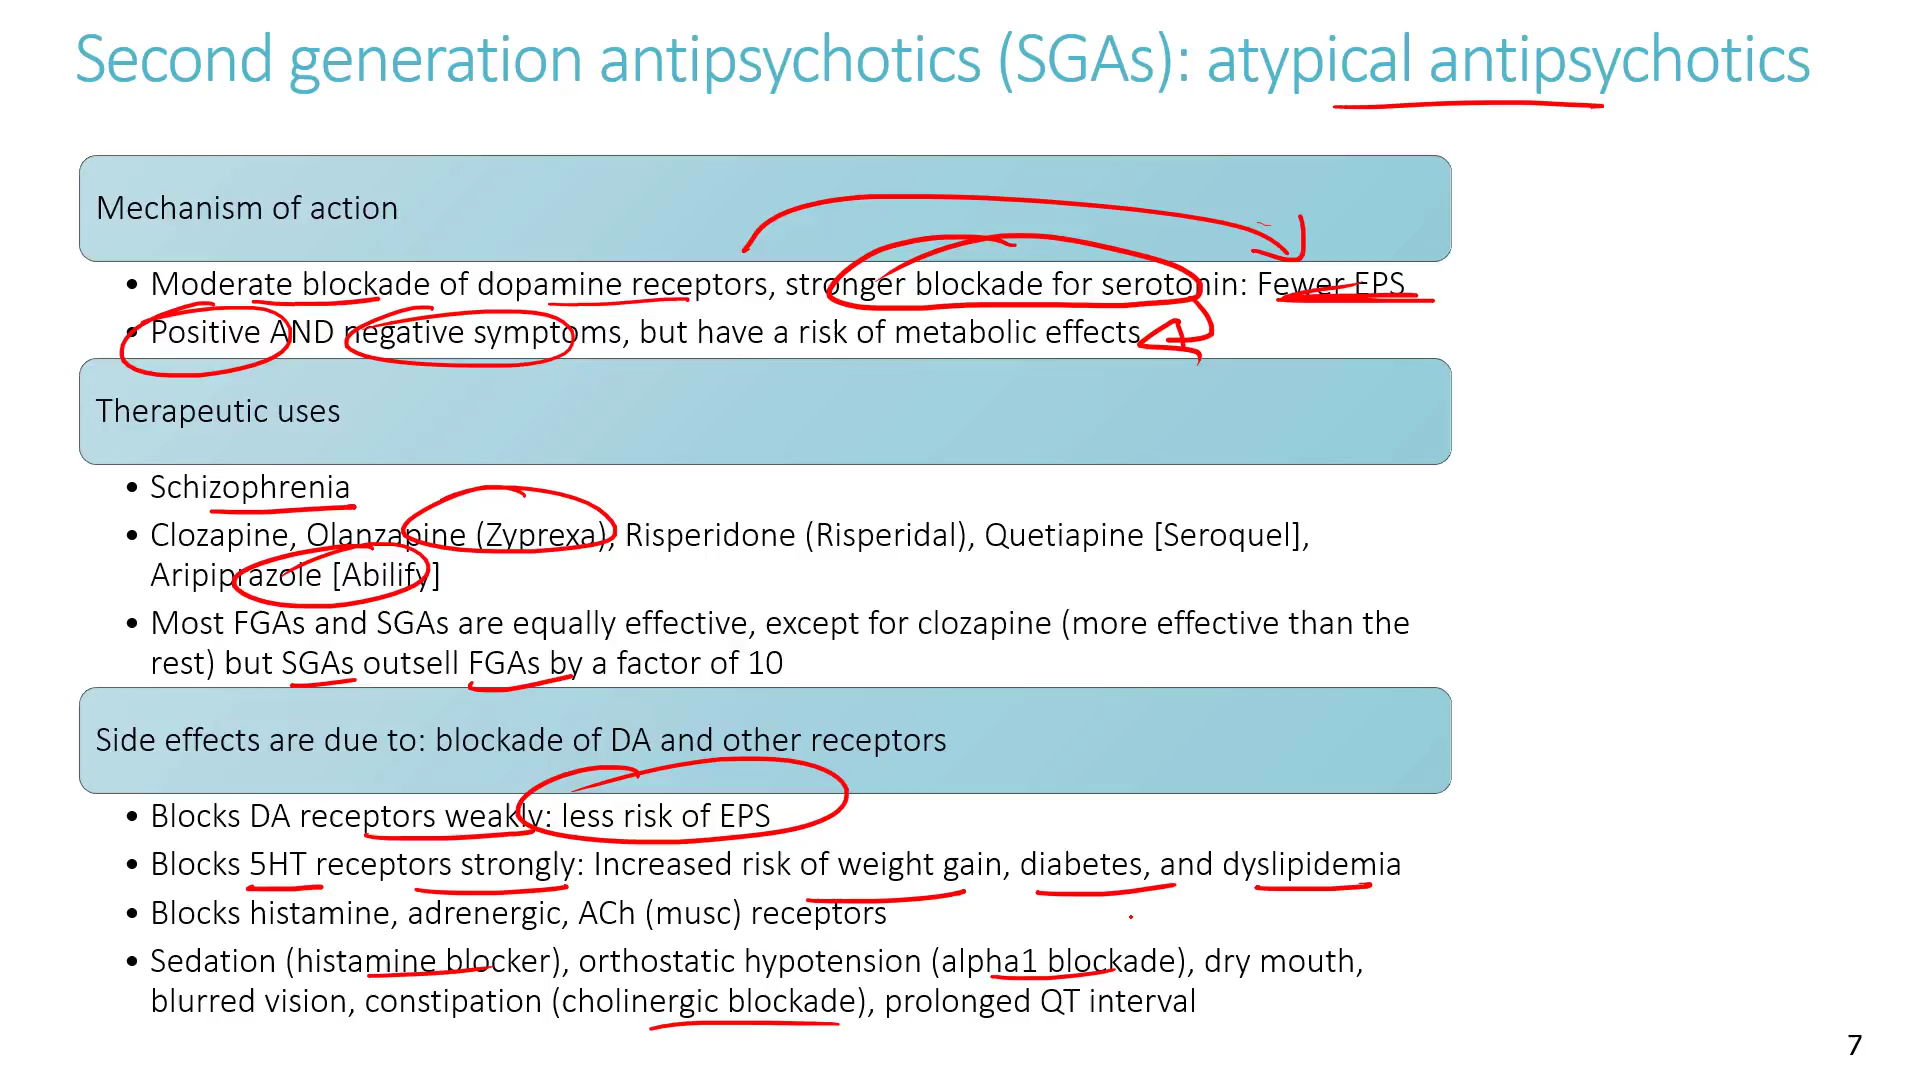 Second generation antipsychotics (SGAs): atypical antipsychotics
Mechanism of action
• Moderate blockade of dopamine receptors, stronger blockade for serotonin: Fewer EPS
• Positive AND negative symptoms, but have a risk of metabolic effects
Therapeutic uses
• Schizophrenia
• Clozapine, Olanzapine (Zyprexa), Risperidone (Risperidal), Quetiapine [Seroquel],
Aripiprazole [Abilify]
• Most FGAs and SGAs are equally effective, except for clozapine (more effective than the
rest) but SGAs outsell FGAs by a factor of 10
Side effects are due to: blockade of DA and other receptors
• Blocks DA receptors weakly: less risk of EPS
• Blocks 5HT receptors strongly: Increased risk of weight gain, diabetes, and dyslipidemia
• Blocks histamine, adrenergic, ACh (musc) receptors
• Sedation (histamine blocker), orthostatic hypotension (alpha1 blockade), dry mouth,
blurred vision, constipation (cholinergic blockade), prolonged QT interval
7